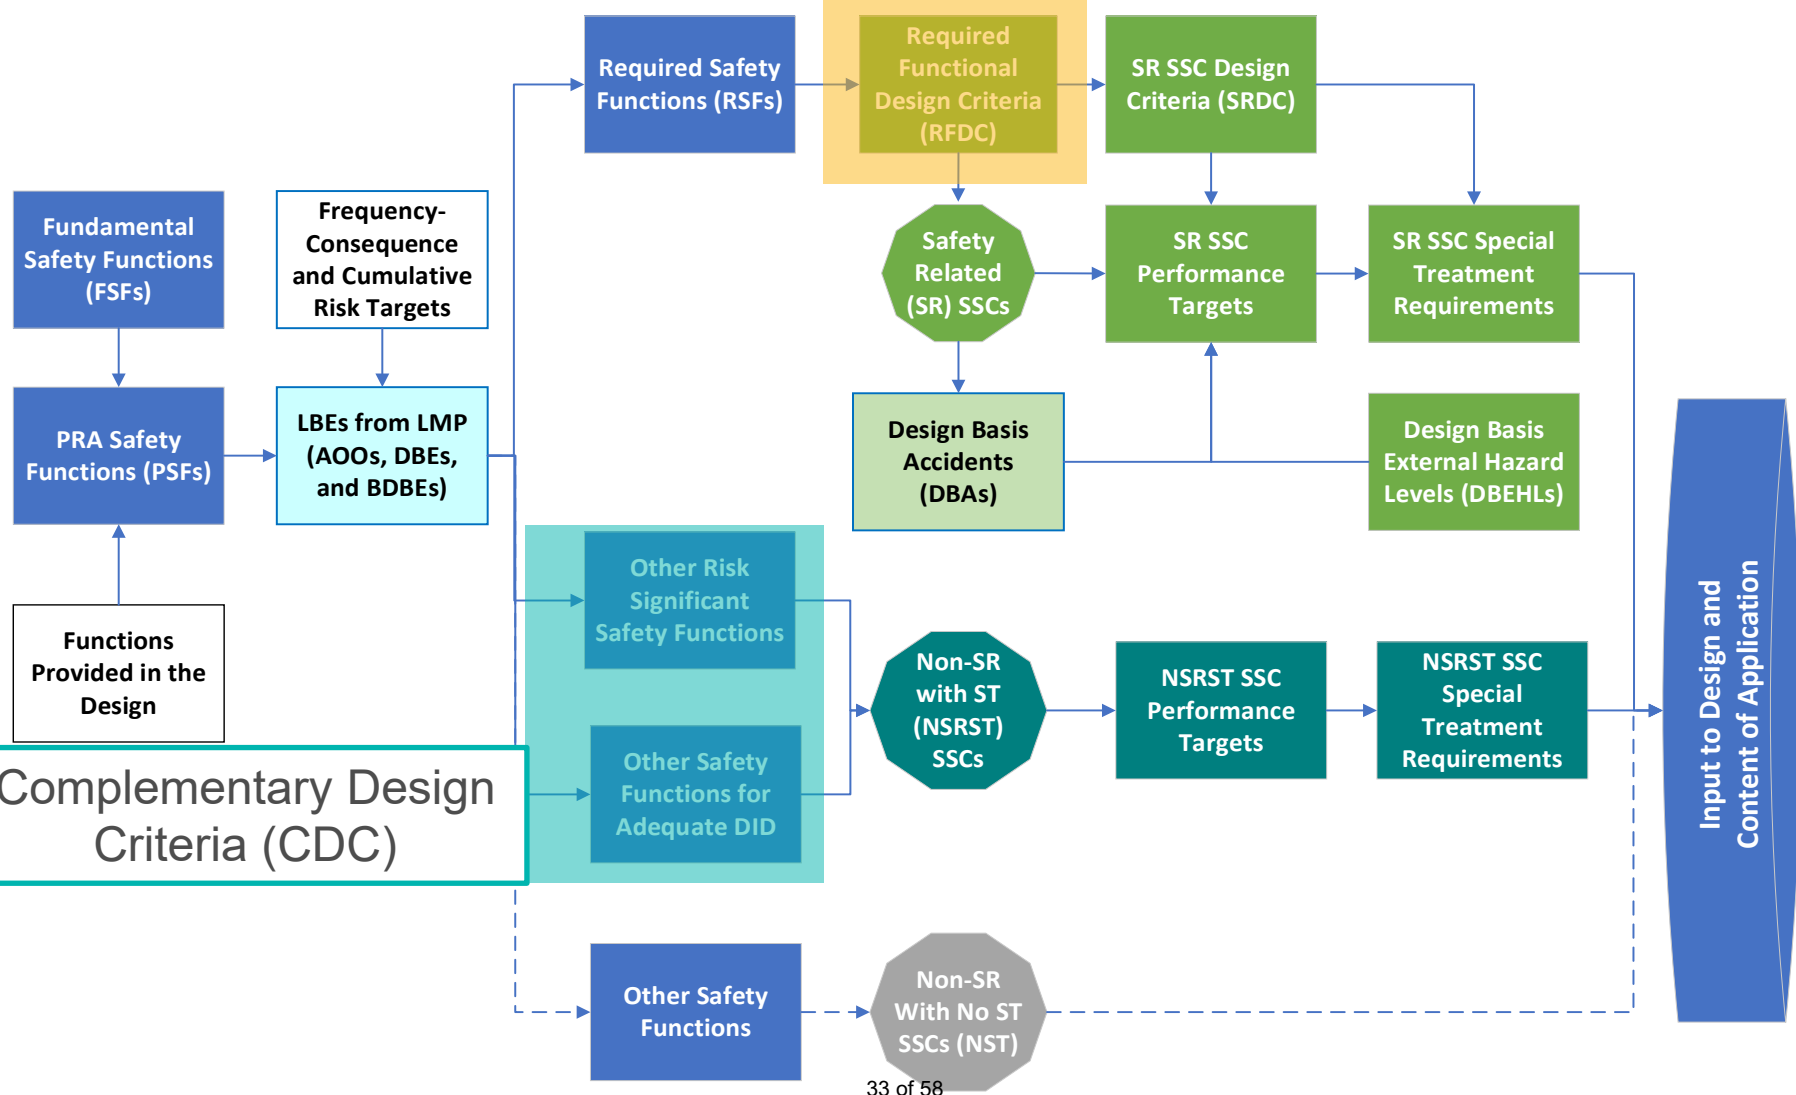 Required Safety
Functions (RSFs)
Required
Functional
Design Criteria
(RFDC)
SR SSC Design
Criteria (SRDC)
Fundamental
Safety Functions
(FSFs)
Frequency-
Consequence
and Cumulative
Risk Targets
Safety
Related
(SR) SSCs
SR SSC
Performance
Targets
SR SSC Special
Treatment
Requirements
PRA Safety
Functions (PSFs)
LBEs from LMP
(AOOs, DBEs,
and BDBEs)
Design Basis
Accidents
(DBAs)
Design Basis
External Hazard
Levels (DBEHLs)
Functions
Provided in the
Design
Other Risk
Significant
Safety Functions
Non-SR
with ST
(NSRST)
SSCs
NSRST SSC
Performance
Targets
NSRST SSC
Special
Treatment
Requirements
Input to Design and
Content of Application
Complementary Design
Criteria (CDC)
Other Safety
Functions for
Adequate DID
Other Safety
Functions
Non-SR
With No ST
SSCs (NST)
33 of 58